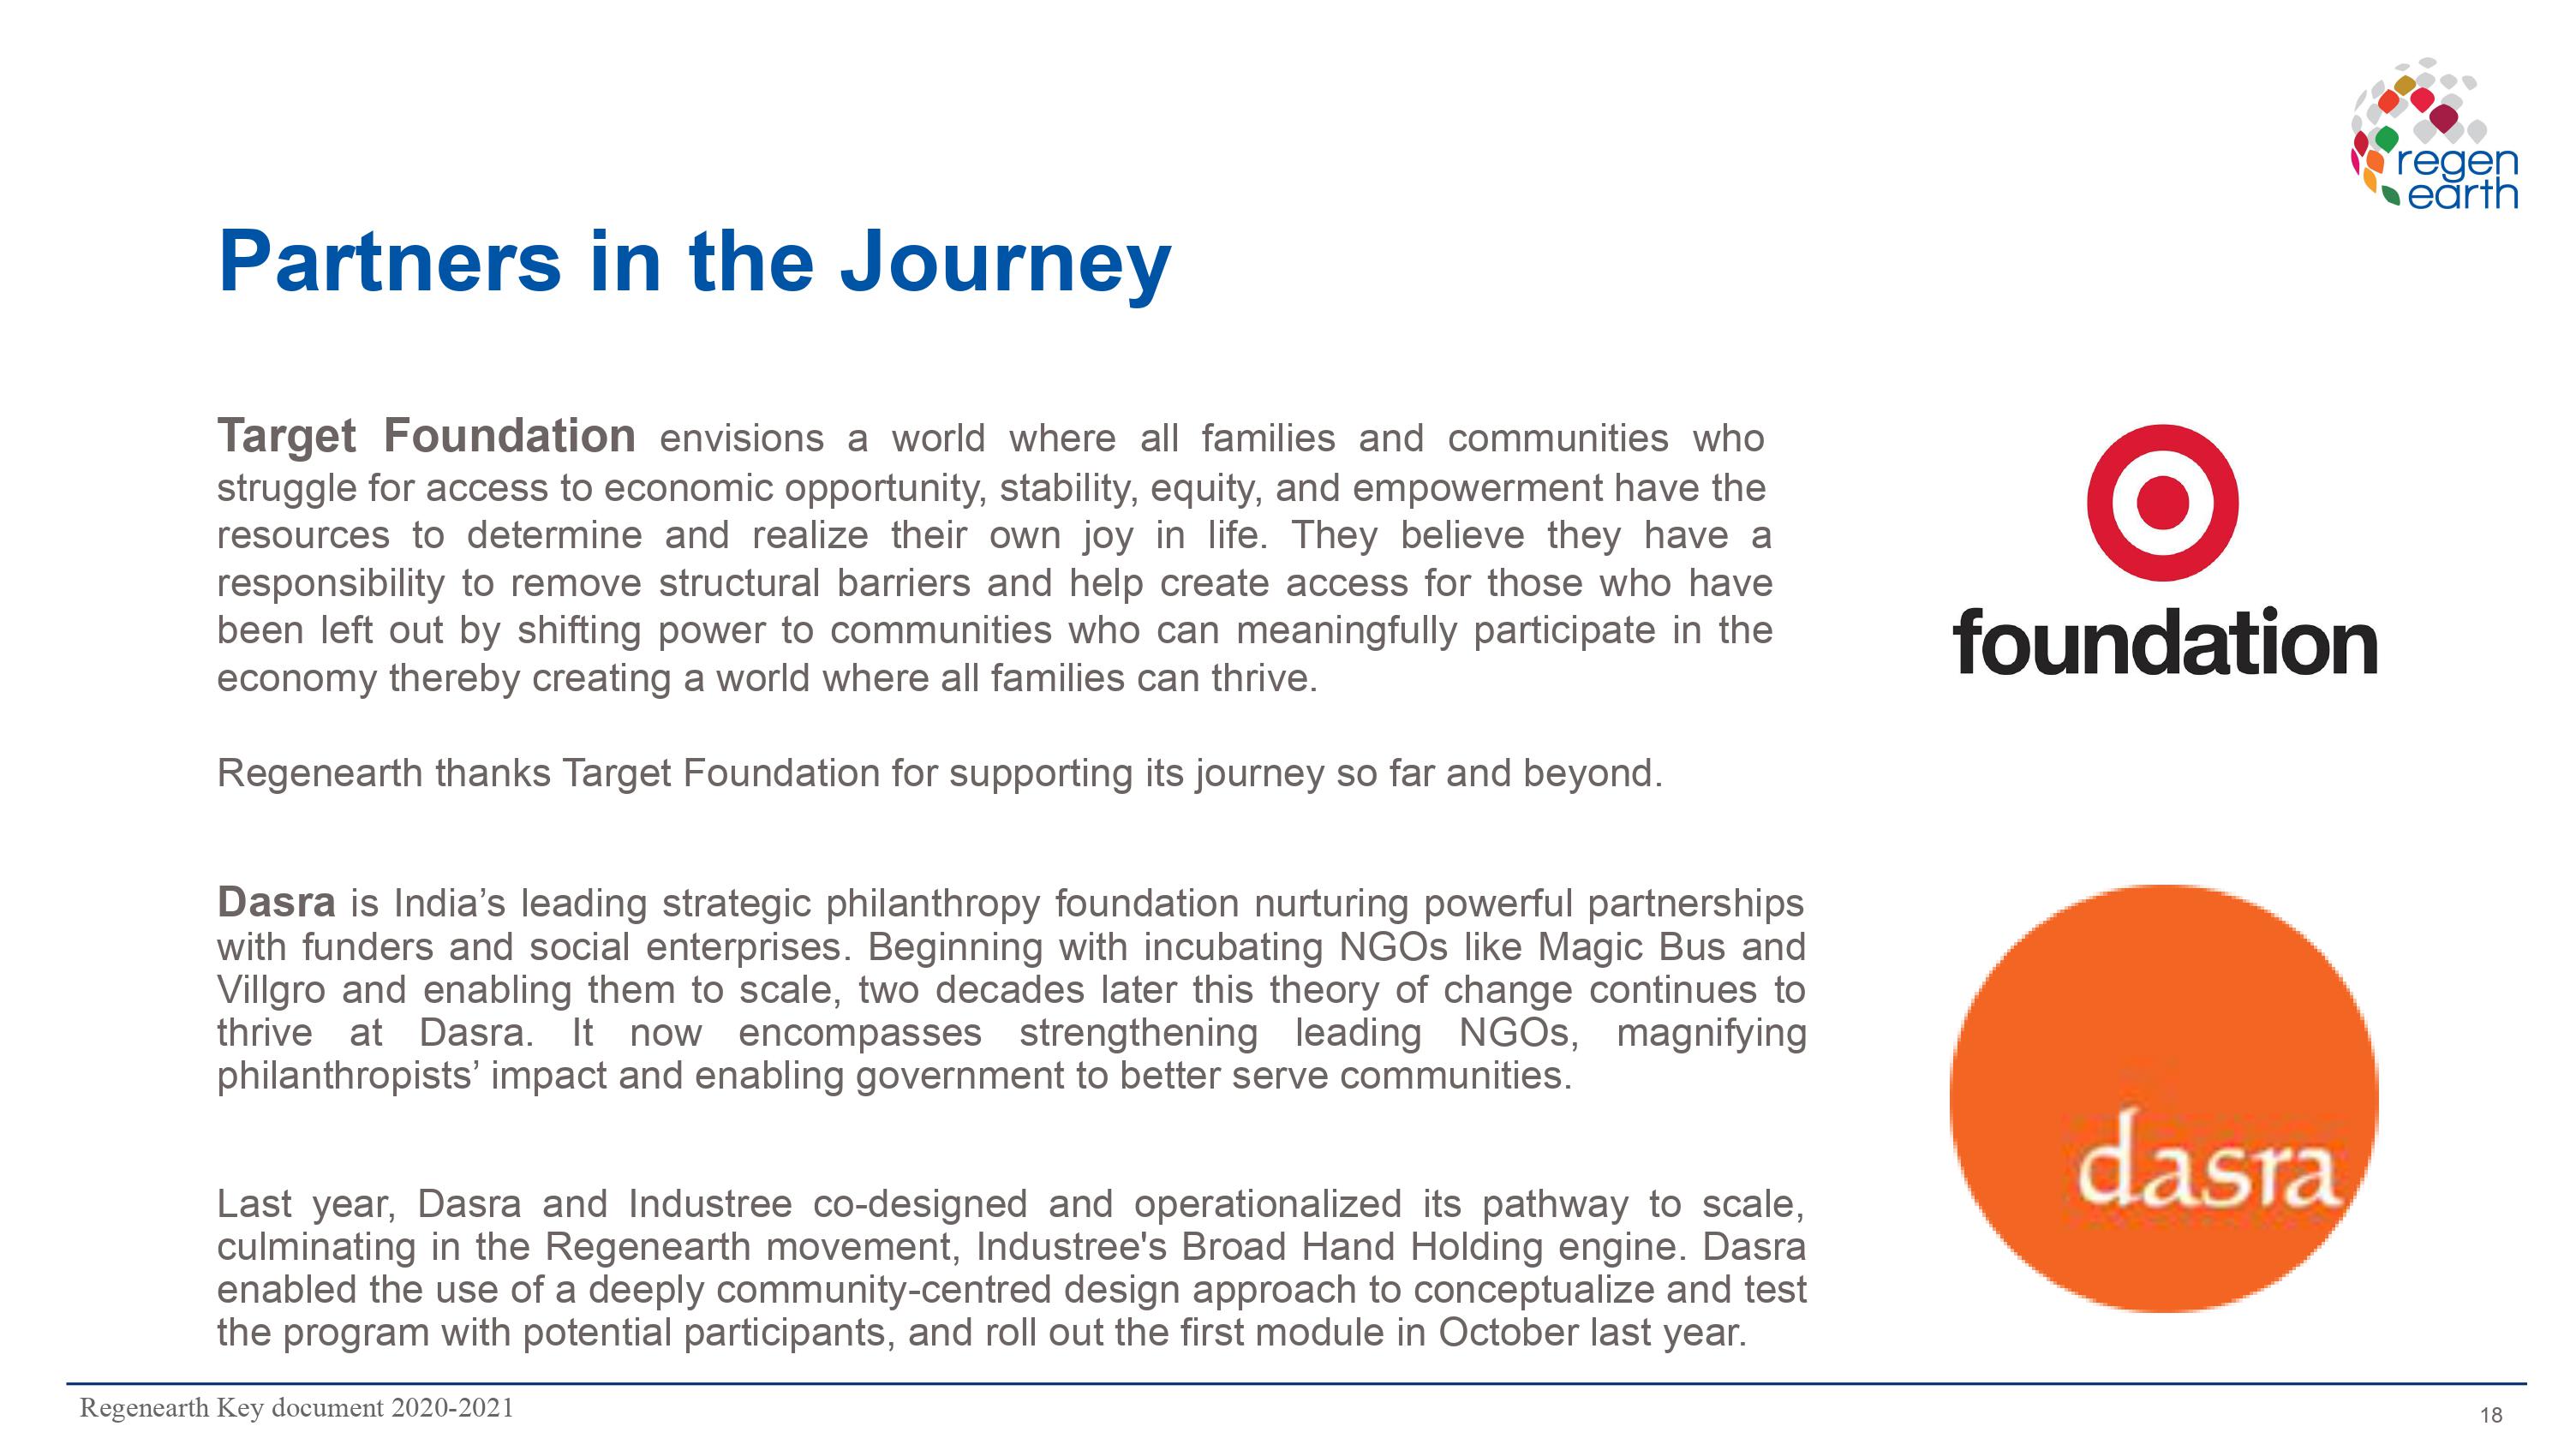 regen
earth
Partners in the Journey
Target Foundation envisions a world where all families and communities who
struggle for access to economic opportunity, stability, equity, and empowerment have the
resources to determine and realize their own joy in life. They believe they have a
responsibility to remove structural barriers and help create access for those who have
been left out by shifting power to communities who can meaningfully participate in the
economy thereby creating a world where all families can thrive.
foundation
Regenearth thanks Target Foundation for supporting its journey so far and beyond.
Dasra is India’s leading strategic philanthropy foundation nurturing powerful partnerships
with funders and social enterprises. Beginning with incubating NGOs like Magic Bus and
Villgro and enabling them to scale, two decades later this theory of change continues to
thrive at Dasra. It now encompasses strengthening leading NGOs, magnifying
philanthropists’ impact and enabling government to better serve communities.
dasra
Last year, Dasra and Industree co-designed and operationalized its pathway to scale,
culminating in the Regenearth movement, Industree's Broad Hand Holding engine. Dasra
enabled the use of a deeply community-centred design approach to conceptualize and test
the program with potential participants, and roll out the first module in October last year.
Regenearth Key document 2020-2021
18